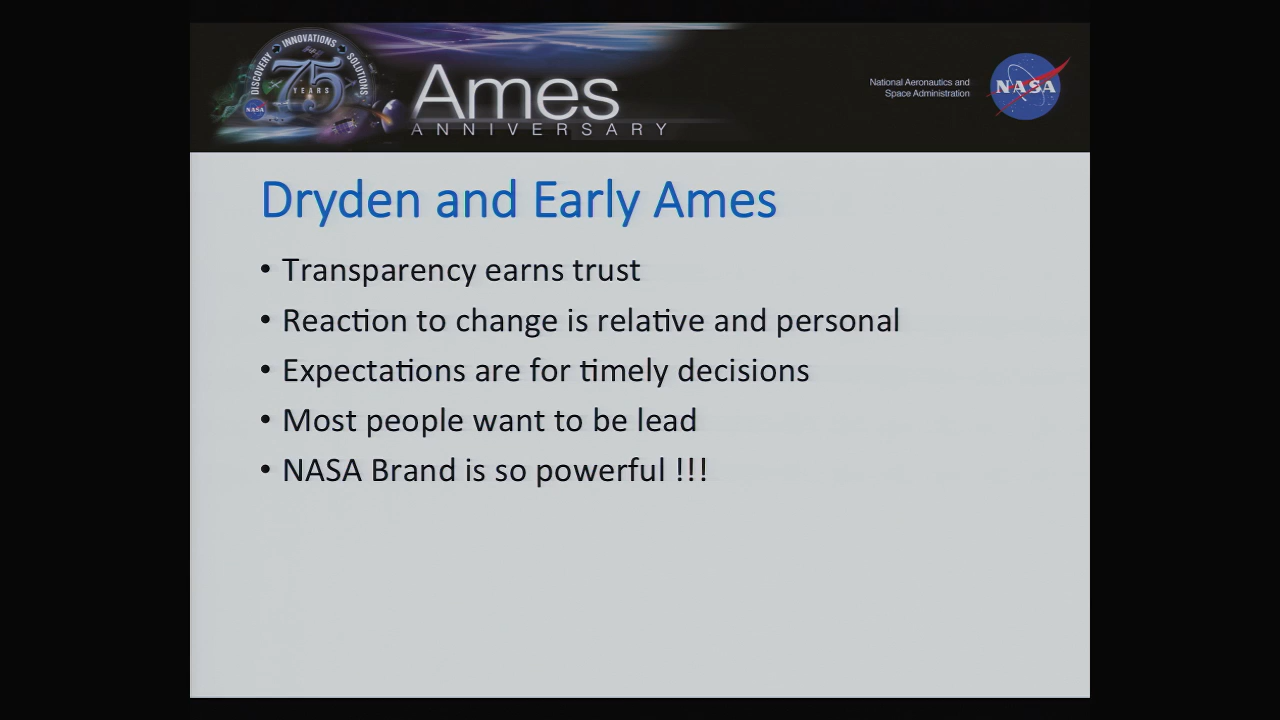 DISCOVERY INNOVATIONS SOLUTIONS
75
YEARS
NASA
Ames
ANNIVERSARY
National Aeronautics and
Space Administration
NASA
Dryden and Early Ames
• Transparency earns trust
• Reaction to change is relative and personal
• Expectations are for timely decisions
• Most people want to be lead
• NASA Brand is so powerful !!!